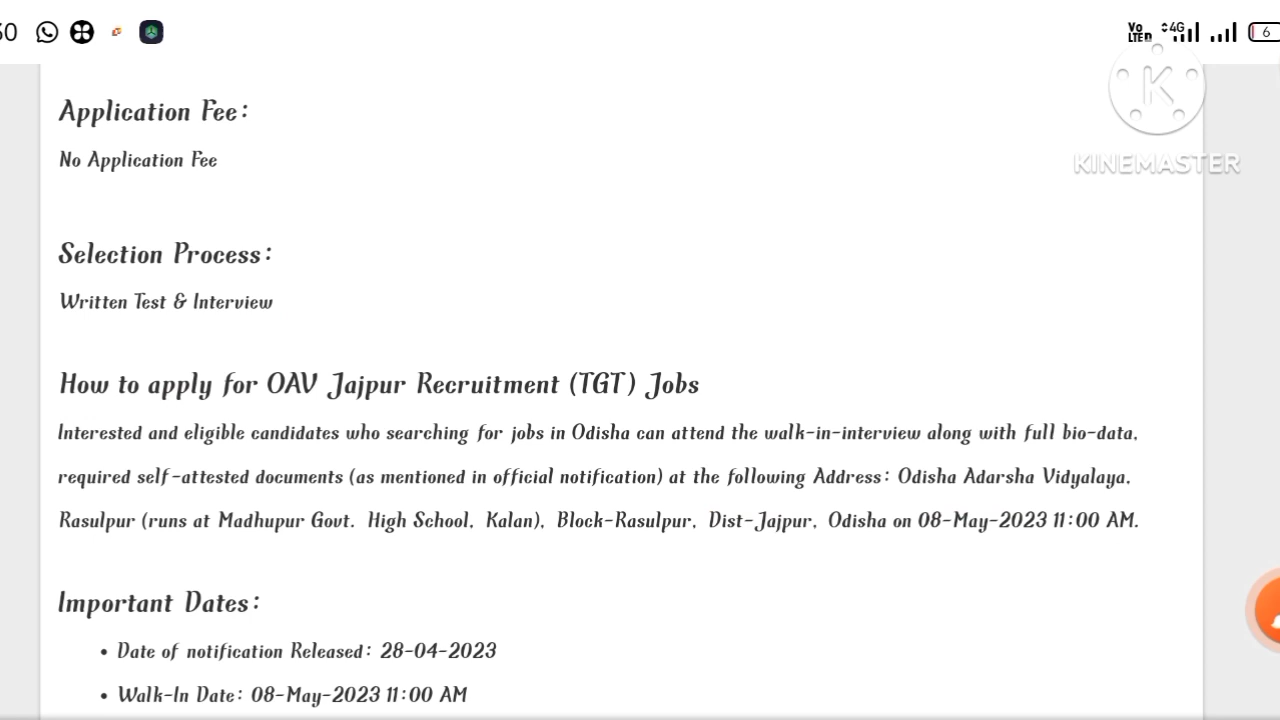 30
Vo
LTED
4G
6
KINEMASTER
Application Fee:
No Application Fee
Selection Process:
Written Test & Interview
How to apply for OAV Jajpur Recruitment (TGT) Jobs
Interested and eligible candidates who searching for jobs in Odisha can attend the walk-in-interview along with full bio-data,
required self-attested documents (as mentioned in official notification) at the following Address: Odisha Adarsha Vidyalaya,
Rasulpur (runs at Madhupur Govt. High School, Kalan), Block-Rasulpur, Dist-Jajpur, Odisha on 08-May-2023 11:00 AM.
Important Dates:
• Date of notification Released: 28-04-2023
• Walk-In Date: 08-May-2023 11:00 AM